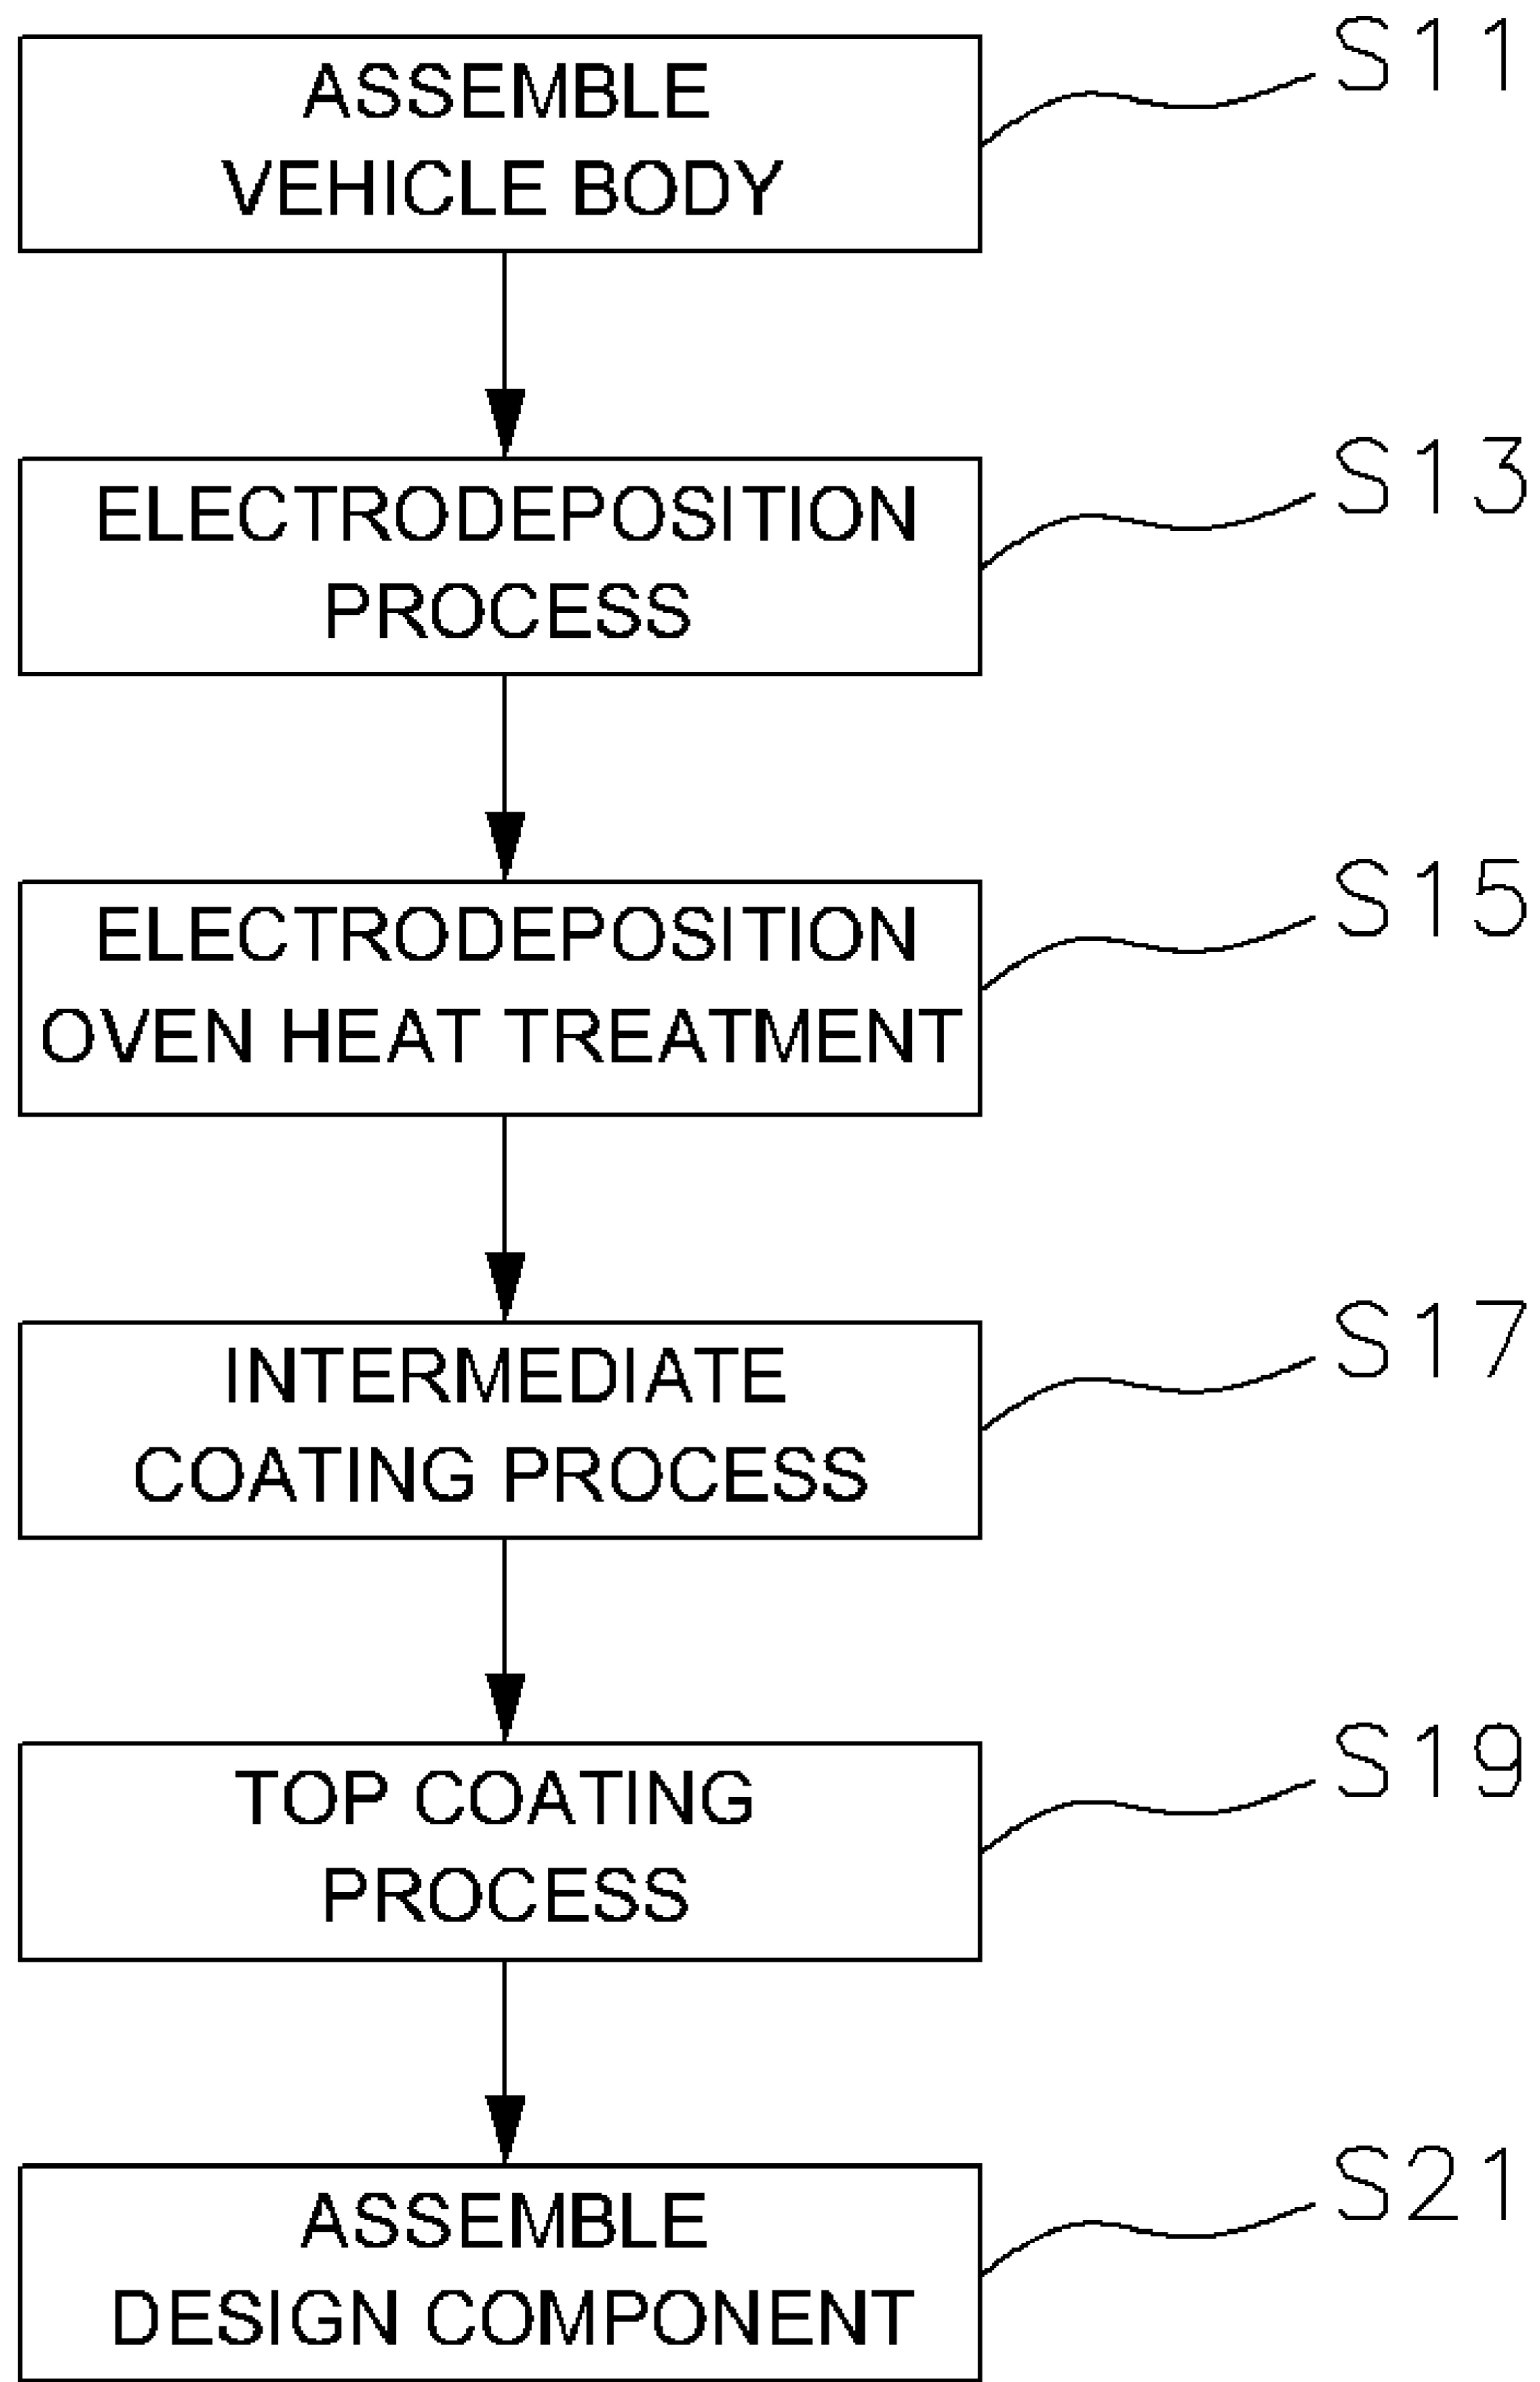 ASSEMBLE
VEHICLE BODY
S11
ELECTRODEPOSITION
PROCESS
S13
ELECTRODEPOSITION
OVEN HEAT TREATMENT
S15
INTERMEDIATE
COATING PROCESS
S17
TOP COATING
PROCESS
S19
ASSEMBLE
DESIGN COMPONENT
S21